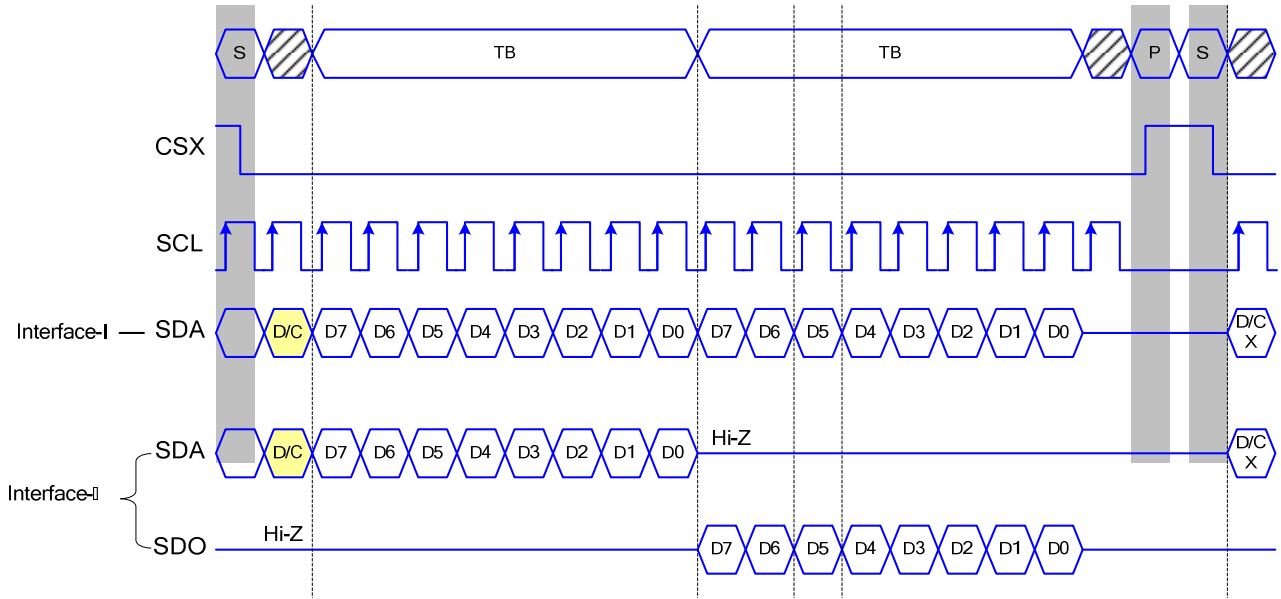 S TB TB P S
CSX
SCL
Interface-I SDA D/C D7 D6 D5 D4 D3 D2 D1 D0 D7 D6 D5 D4 D3 D2 D1 D0 D/C
X
SDA D/C D7 D6 D5 D4 D3 D2 D1 D0 Hi-Z D/C
X
Interface-▯
SDO Hi-Z D7 D6 D5 D4 D3 D2 D1 D0